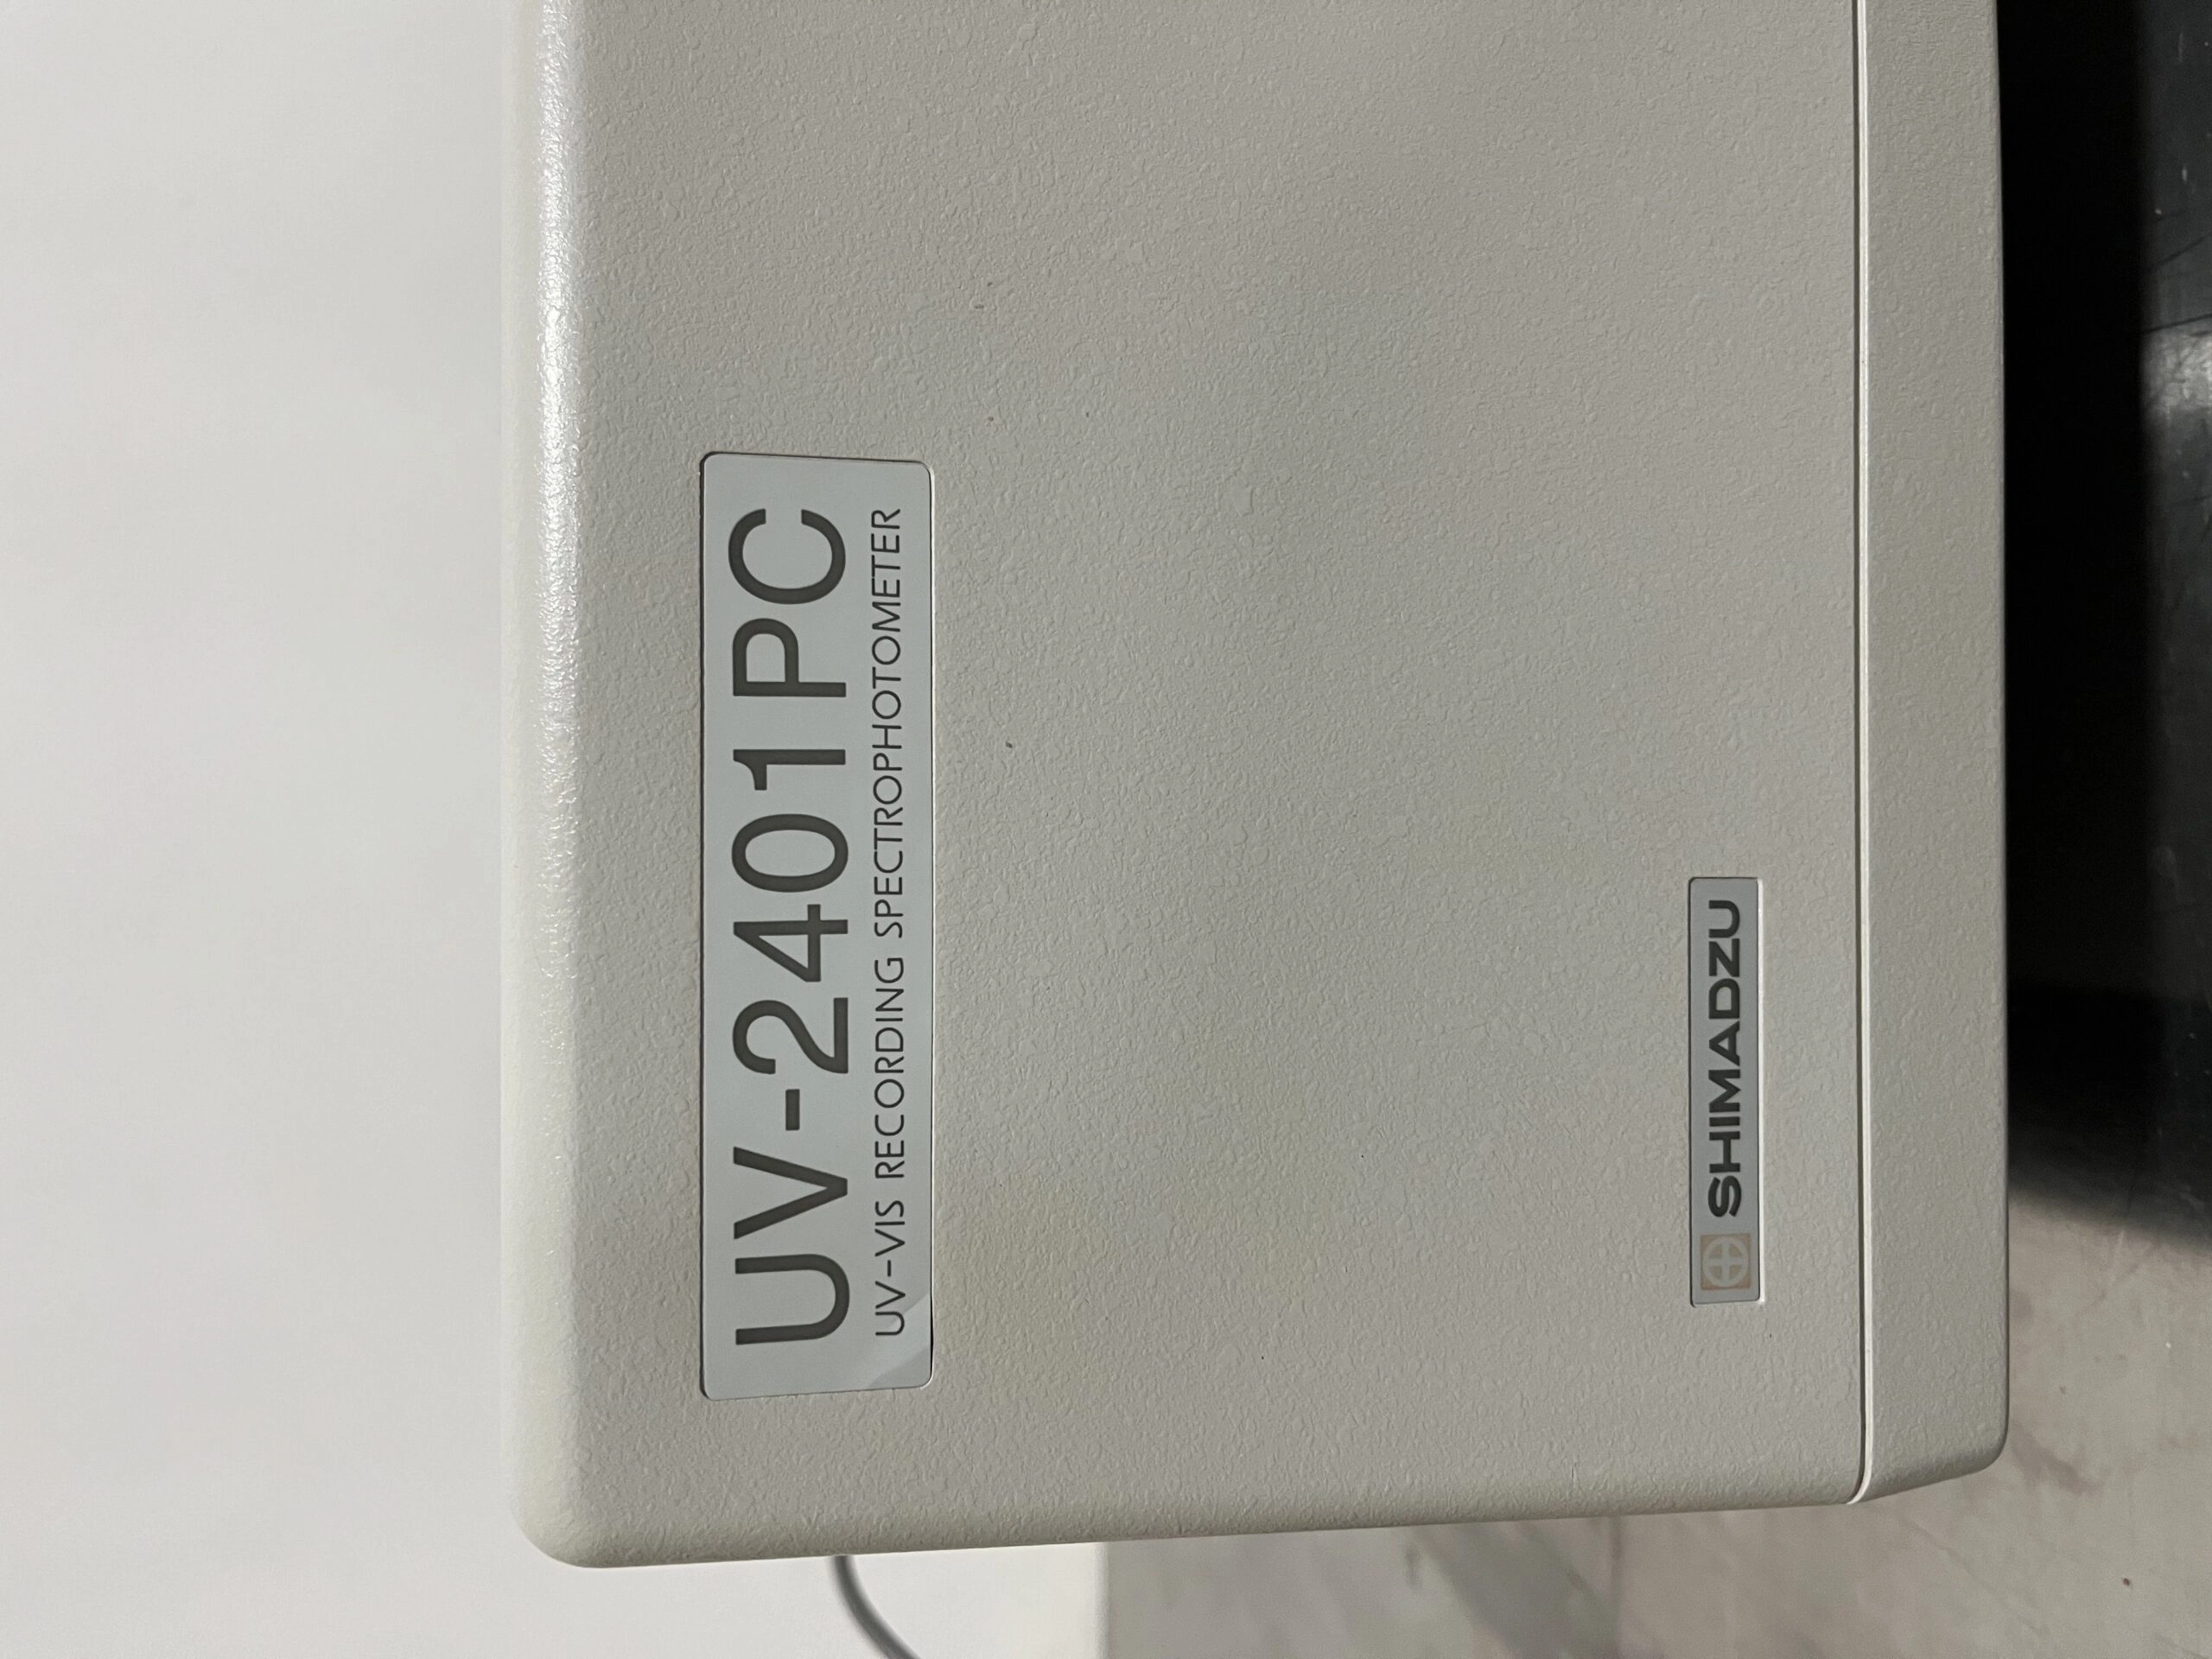 UV-2401PC
UV-VIS RECORDING SPECTROPHOTOMETER
SHIMADZU